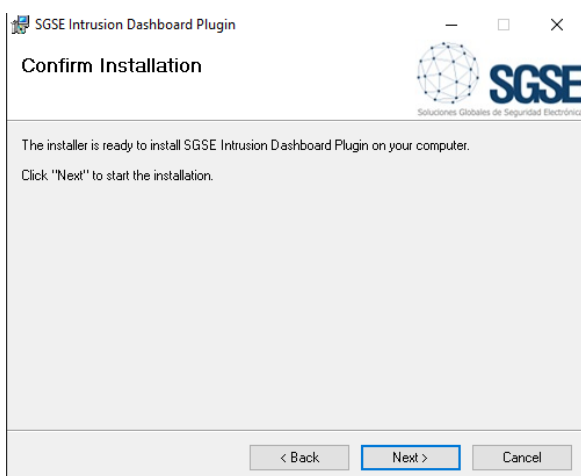 SGSE Intrusion Dashboard Plugin
Confirm Installation
SGSE
Soluciones Globales de Seguridad Electrónica
The installer is ready to install SGSE Intrusion Dashboard Plugin on your computer.
Click "Next" to start the installation.
< Back
Next >
Cancel